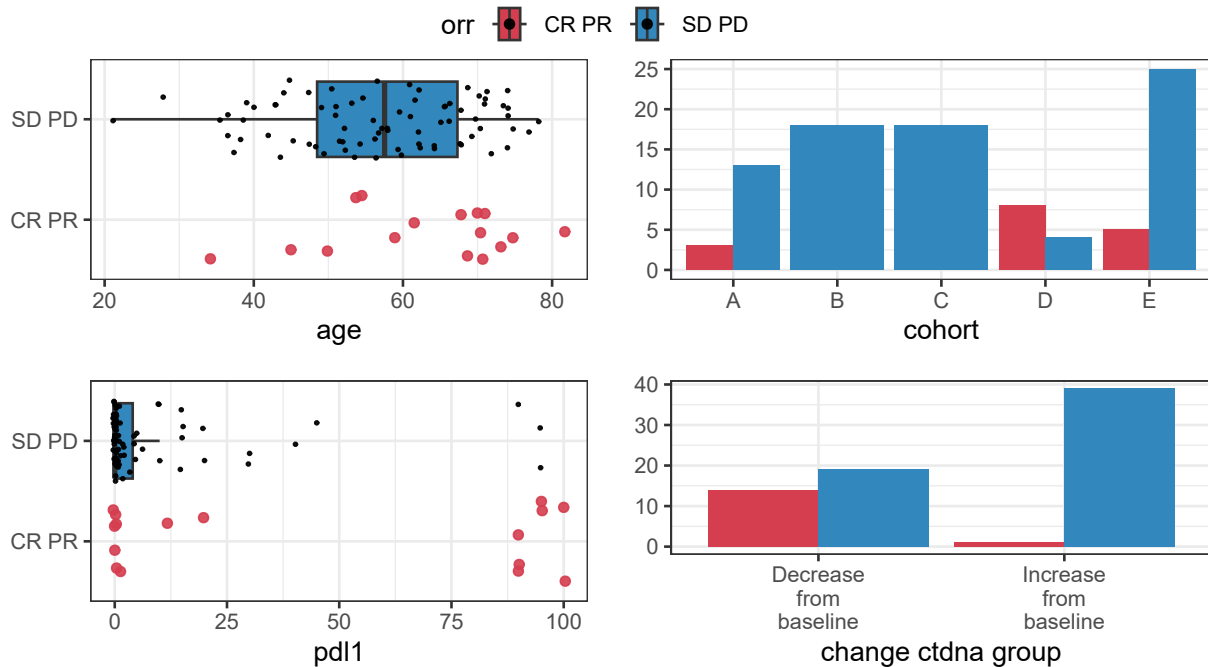 orr CR PR SD PD
SD PD
CR PR
20 40 60 80
age
25
20
15
10
5
0
A B C D E
cohort
SD PD
CR PR
0 25 50 75 100
pdl1
40
30
20
10
0
Decrease
from
baseline
Increase
from
baseline
change ctdna group